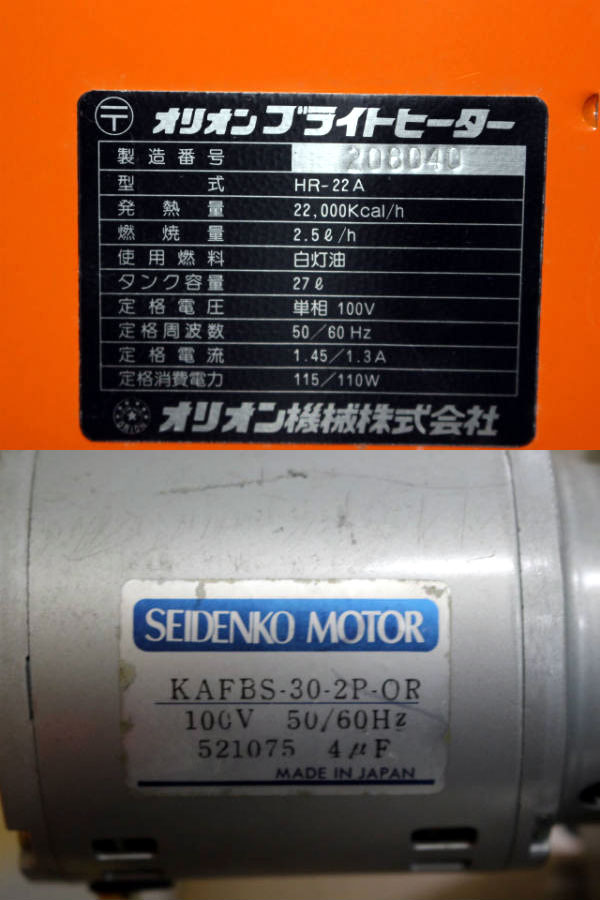 〒 オリオンブライトヒーター
製造番号 208040
型式 HR-22A
発熱量 22,000Kcal/h
燃焼量 2.5ℓ/h
使用燃料 白灯油
タンク容量 27ℓ
定格電圧 単相 100V
定格周波数 50/60 Hz
定格電流 1.45/1.3A
定格消費電力 115/110W
オリオン機械株式会社
SEIDENKO MOTOR
KAFBS-30-2P-OR
100V 50/60Hz
521075 4μF
MADE IN JAPAN